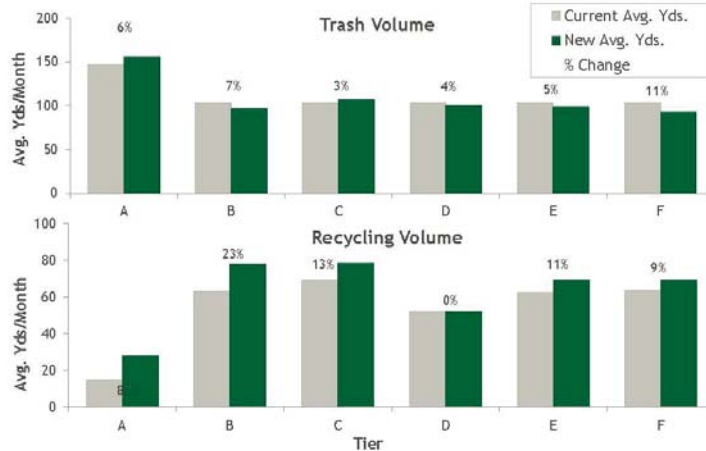 Trash Volume
Current Avg. Yds.
New Avg. Yds.
% Change
Avg. Yds/Month
200
150
100
50
0
6%
7%
3%
4%
5%
11%
A
B
C
D
E
F
Recycling Volume
Avg. Yds/Month
100
80
60
40
20
0
23%
13%
0%
11%
9%
A
B
C
D
E
F
Tier